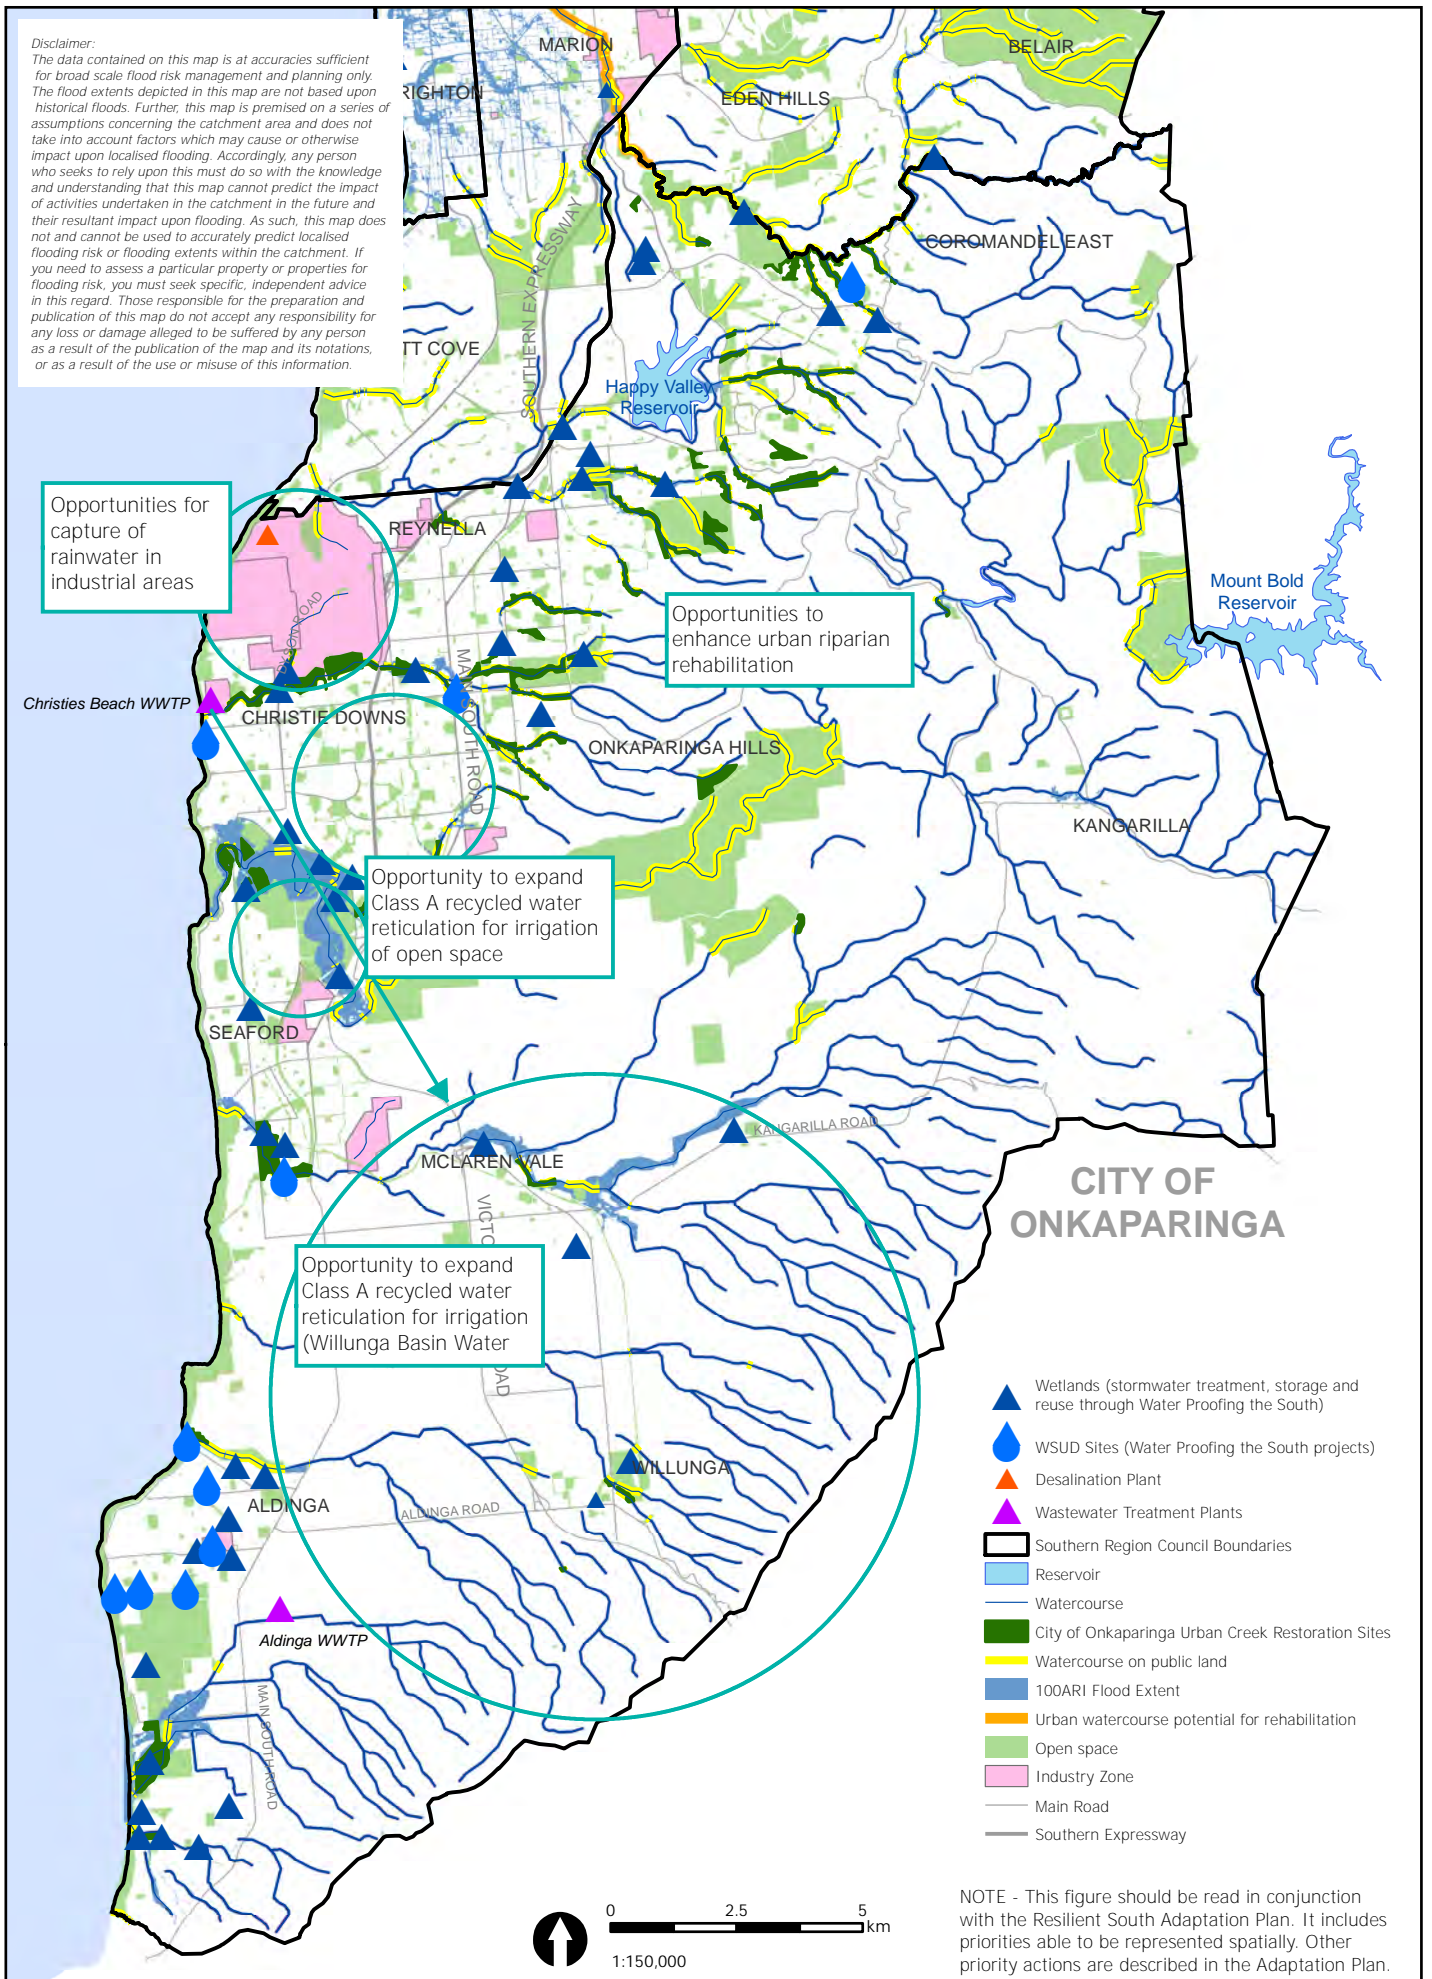 Disclaimer:
The data contained on this map is at accuracies sufficient
for broad scale flood risk management and planning only.
The flood extents depicted in this map are not based upon
historical floods. Further, this map is premised on a series of
assumptions concerning the catchment area and does not
take into account factors which may cause or otherwise
impact upon localised flooding. Accordingly, any person
who seeks to rely upon this must do so with the knowledge
and understanding that this map cannot predict the impact
of activities undertaken in the catchment in the future and
their resultant impact upon flooding. As such, this map does
not and cannot be used to accurately predict localised
flooding risk or flooding extents within the catchment. If
you need to assess a particular property or properties for
flooding risk, you must seek specific, independent advice
in this regard. Those responsible for the preparation and
publication of this map do not accept any responsibility for
any loss or damage alleged to be suffered by any person
as a result of the publication of the map and its notations,
or as a result of the use or misuse of this information.
MARION
BELAIR
RIGHTON
EDEN HILLS
COROMANDEL EAST
SOUTHERN EXPRESSWAY
TT COVE
Happy Valley
Reservoir
Opportunities for
capture of
rainwater in
industrial areas
REYNELLA
Mount Bold
Reservoir
Opportunities to
enhance urban riparian
rehabilitation
SON ROAD
MAIN SOUTH ROAD
Christies Beach WWTP
CHRISTIE DOWNS
ONKAPARINGA HILLS
KANGARILLA
Opportunity to expand
Class A recycled water
reticulation for irrigation
of open space
SEAFORD
KANGARILLA ROAD
MCLAREN VALE
CITY OF
ONKAPARINGA
VICTO
OAD
Opportunity to expand
Class A recycled water
reticulation for irrigation
(Willunga Basin Water
WILLUNGA
ALDINGA
ALDINGA ROAD
Aldinga WWTP
MAIN SOUTH ROAD
Wetlands (stormwater treatment, storage and
reuse through Water Proofing the South)
WSUD Sites (Water Proofing the South projects)
Desalination Plant
Wastewater Treatment Plants
Southern Region Council Boundaries
Reservoir
Watercourse
City of Onkaparinga Urban Creek Restoration Sites
Watercourse on public land
100ARI Flood Extent
Urban watercourse potential for rehabilitation
Open space
Industry Zone
Main Road
Southern Expressway
0 2.5 5
km
1:150,000
NOTE - This figure should be read in conjunction
with the Resilient South Adaptation Plan. It includes
priorities able to be represented spatially. Other
priority actions are described in the Adaptation Plan.